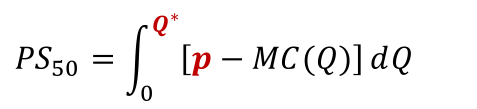 PS₅₀ = ∫₀^{Q*} [p − MC(Q)] dQ